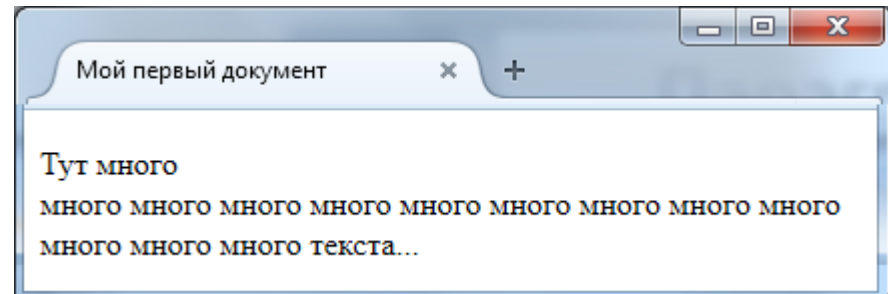 Мой первый документ
Тут много
много много много много много много много много много
много много много текста...